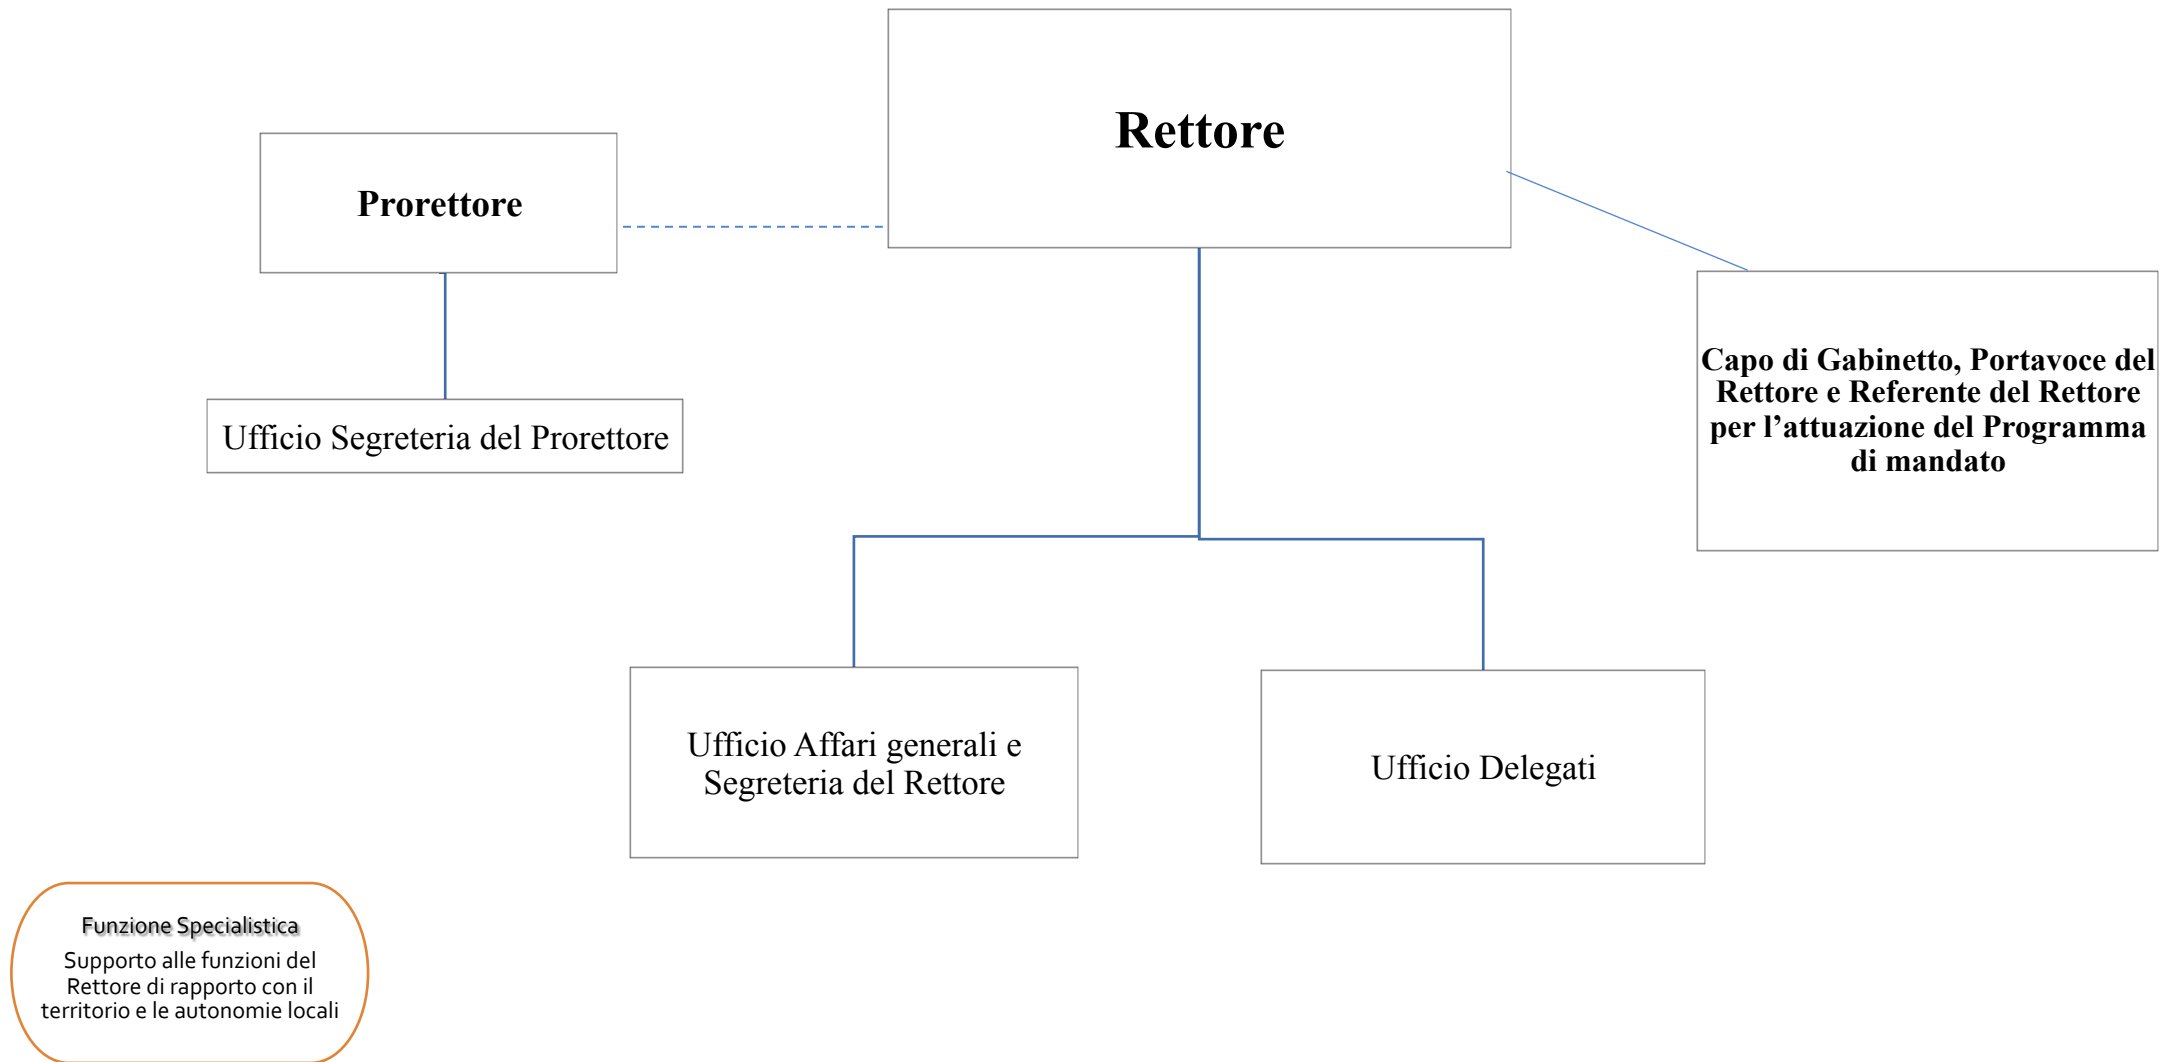 Rettore
Prorettore
Capo di Gabinetto, Portavoce del
Rettore e Referente del Rettore
per l’attuazione del Programma
di mandato
Ufficio Segreteria del Prorettore
Ufficio Affari generali e
Segreteria del Rettore
Ufficio Delegati
Funzione Specialistica
Supporto alle funzioni del
Rettore di rapporto con il
territorio e le autonomie locali